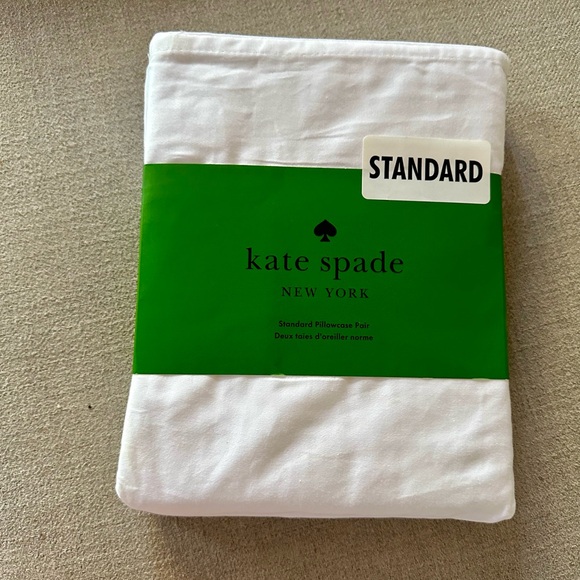 STANDARD
kate spade
NEW YORK
Standard Pillowcase Pair
Deux taies d'oreiller norme